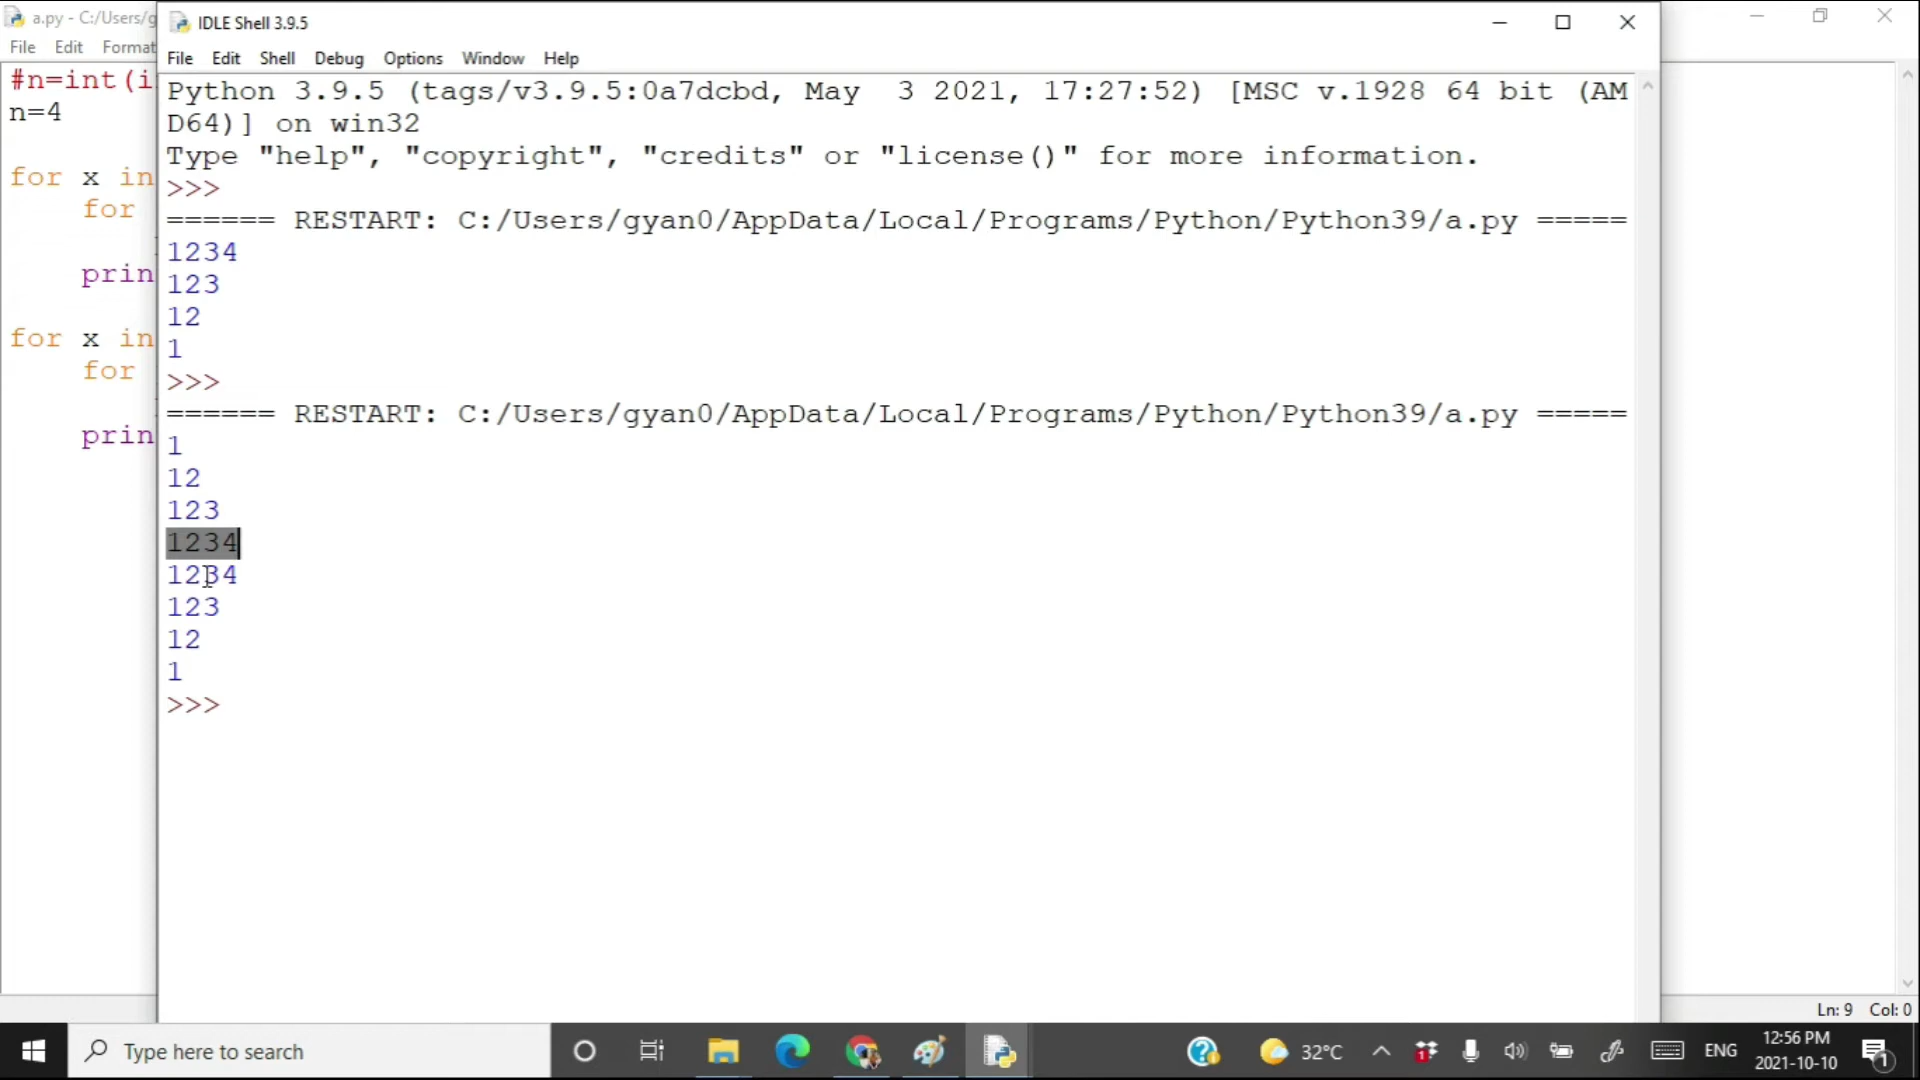 a.py - C:/Users/g
File Edit Format
#n=int(i
n=4
for x in
for
prin
for x in
for
prin
IDLE Shell 3.9.5
File Edit Shell Debug Options Window Help
Python 3.9.5 (tags/v3.9.5:0a7dcbd, May  3 2021, 17:27:52) [MSC v.1928 64 bit (AM
D64)] on win32
Type "help", "copyright", "credits" or "license()" for more information.
>>>
====== RESTART: C:/Users/gyan0/AppData/Local/Programs/Python/Python39/a.py =====
1234
123
12
1
>>>
====== RESTART: C:/Users/gyan0/AppData/Local/Programs/Python/Python39/a.py =====
1
12
123
1234
1234
123
12
1
>>>
Ln: 9 Col: 0
Type here to search
1
32°C
ENG
12:56 PM
2021-10-10
1